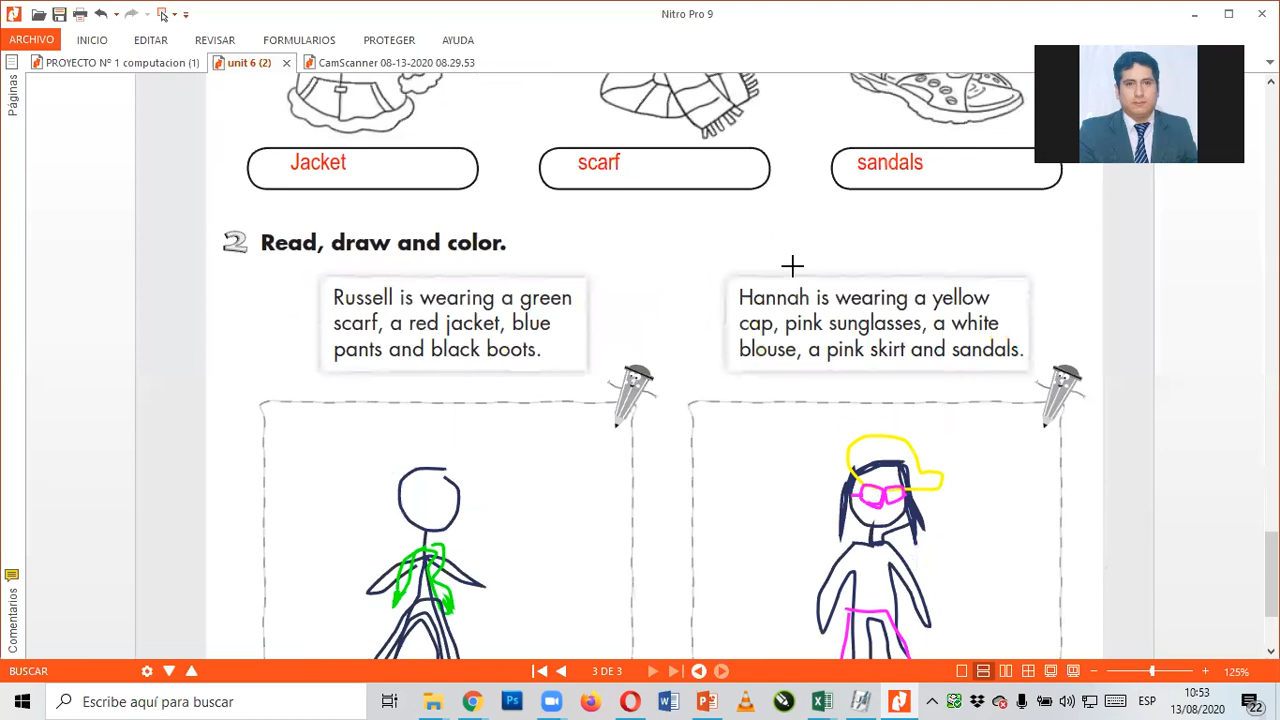 Nitro Pro 9
ARCHIVO INICIO EDITAR REVISAR FORMULARIOS PROTEGER AYUDA
PROYECTO Nº 1 computación (1) unit 6 (2) CamScanner 08-13-2020 08.29.53
Páginas
Jacket scarf sandals
2 Read, draw and color.
Russell is wearing a green
scarf, a red jacket, blue
pants and black boots.
Hannah is wearing a yellow
cap, pink sunglasses, a white
blouse, a pink skirt and sandals.
Comentarios
BUSCAR 3 DE 3 125%
Escribe aquí para buscar
ESP
10:53
13/08/2020
22